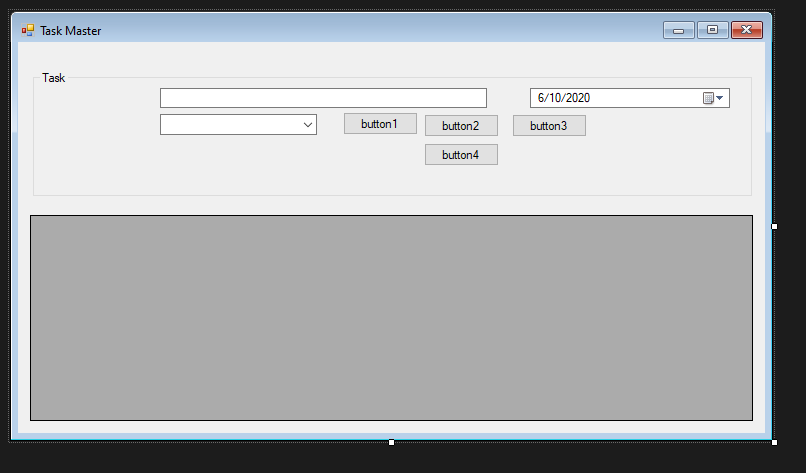 Task Master
Task
6/10/2020
button1
button2
button3
button4